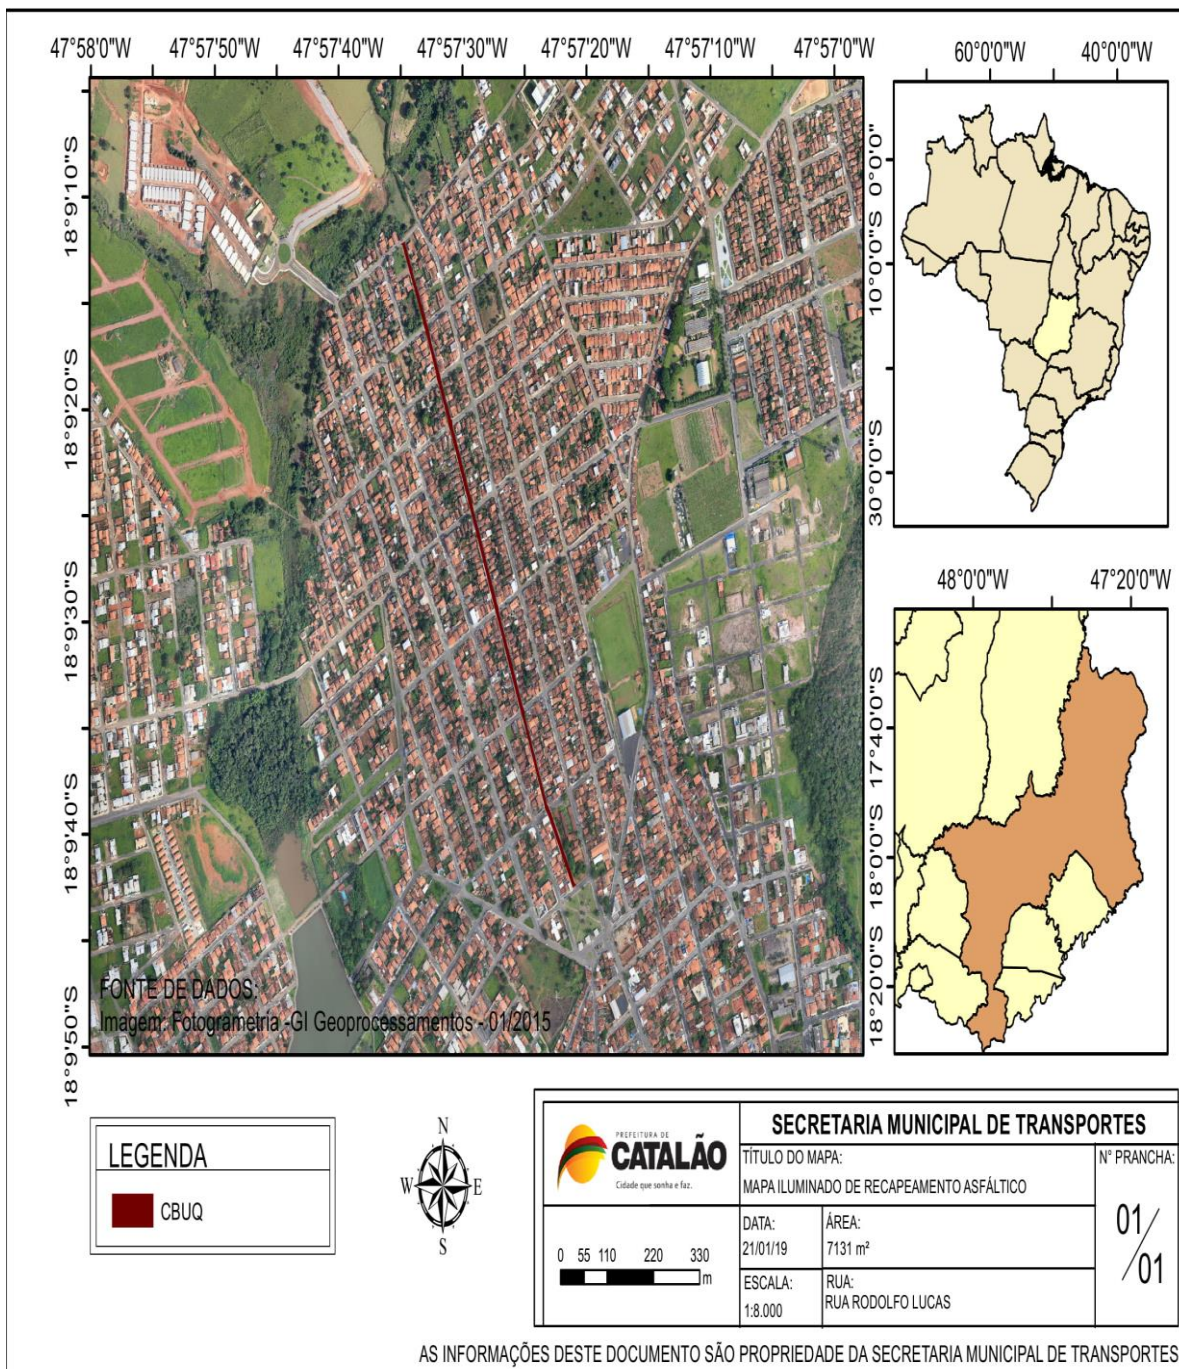 47°58'0"W 47°57'50"W 47°57'40"W 47°57'30"W 47°57'20"W 47°57'10"W 47°57'0"W
18°9'10"S
18°9'20"S
18°9'30"S
18°9'40"S
18°9'50"S
FONTE DE DADOS:
Imagem: Fotogrametria -GI Geoprocessamentos - 01/2015
60°0'0"W 40°0'0"W
0°0'0"
10°0'0"S
30°0'0"S
48°0'0"W 47°20'0"W
17°40'0"S
18°0'0"S
18°20'0"S
LEGENDA
CBUQ
N
W E
S
PREFEITURA DE
CATALÃO
Cidade que sonha e faz.
0 55 110 220 330
m
SECRETARIA MUNICIPAL DE TRANSPORTES
TÍTULO DO MAPA:
MAPA ILUMINADO DE RECAPEAMENTO ASFÁLTICO
N° PRANCHA:
01/01
DATA:
21/01/19
ÁREA:
7131 m²
ESCALA:
1:8.000
RUA:
RUA RODOLFO LUCAS
AS INFORMAÇÕES DESTE DOCUMENTO SÃO PROPRIEDADE DA SECRETARIA MUNICIPAL DE TRANSPORTES